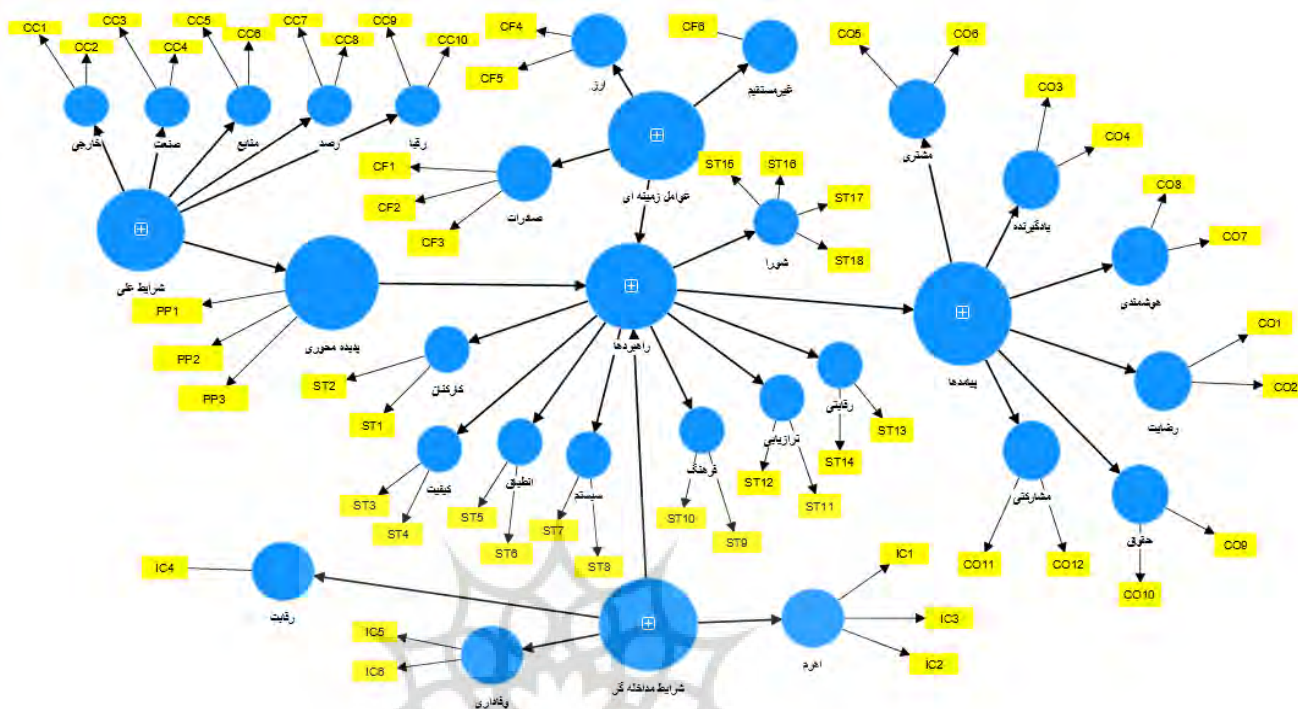 CC1
CC2
CC3
CC4
CC5
CC6
CC7
CC8
CC9
CC10
خارجی
صنعت
منابع
رصد
رقبا
شرایط علی
CF4
CF5
ارز
CF6
غیرمستقیم
عوامل زمینه ای
CF1
CF2
CF3
صادرات
ST15
ST16
ST17
ST18
شورا
CO5
CO6
مشتری
CO3
CO4
یادگیرنده
CO8
CO7
هوشمندی
CO1
CO2
رضایت
پیامدها
CO9
CO10
حقوق
CO11
CO12
مشارکتی
PP1
PP2
PP3
پدیده محوری
راهبردها
ST2
ST1
کارکنان
ST3
ST4
کیفیت
ST5
ST6
انطباق
ST7
ST8
سیستم
ST10
ST9
فرهنگ
ST12
ST11
ترازیابی
ST14
ST13
رقابتی
IC4
رقابت
IC5
IC6
وفاداری
شرایط مداخله گر
IC1
IC3
IC2
اهرم